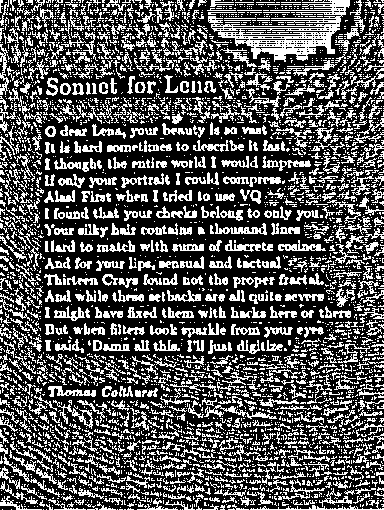 Sonnet for Lena
O dear Lena, your beauty is so vast
It is hard sometimes to describe it fast.
I thought the entire world I would impress
If only your portrait I could compress.
Alas! First when I tried to use VQ
I found that your cheeks belong to only you.
Your silky hair contains a thousand lines
Hard to match with sums of discrete cosines.
And for your lips, sensual and tactual
Thirteen Crays found not the proper fractal.
And while these setbacks are all quite severe
I might have fixed them with hacks here or there
But when filters took sparkle from your eyes
I said, 'Damn all this. I'll just digitize.'
Thomas Colthurst